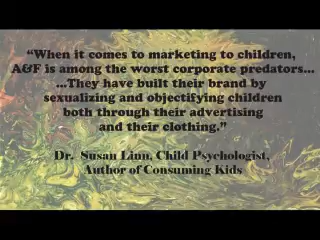 “When it comes to marketing to children,
A&F is among the worst corporate predators...
...They have built their brand by
sexualizing and objectifying children
both through their advertising
and their clothing.”
Dr. Susan Linn, Child Psychologist,
Author of Consuming Kids